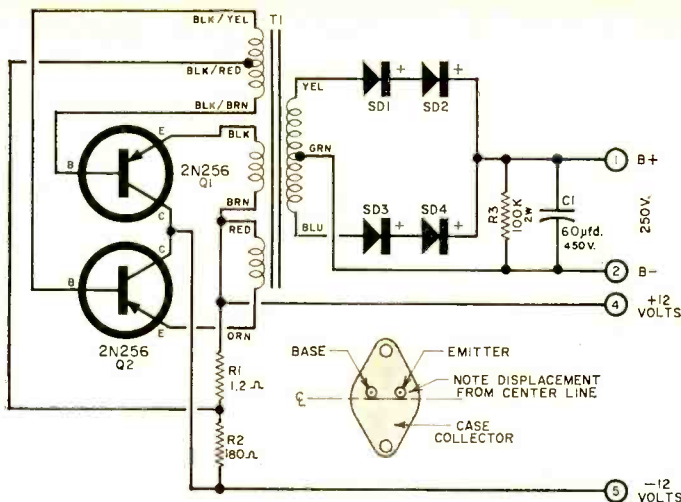 BLK/YEL
T1
BLK/RED
BLK/BRN
YEL
SD1
+
SD2
+
E
BLK
2N256
Q1
B
C
BRN
RED
GRN
BLU
SD3
+
SD4
+
R3
100K
2W
C1
60µfd.
450V.
1
B+
250V.
2
B-
4
+12
VOLTS
C
B
E
ORN
2N256
Q2
R1
1.2 Ω
R2
180Ω
BASE
EMITTER
NOTE DISPLACEMENT
FROM CENTER LINE
CL
CASE
COLLECTOR
5
-12
VOLTS